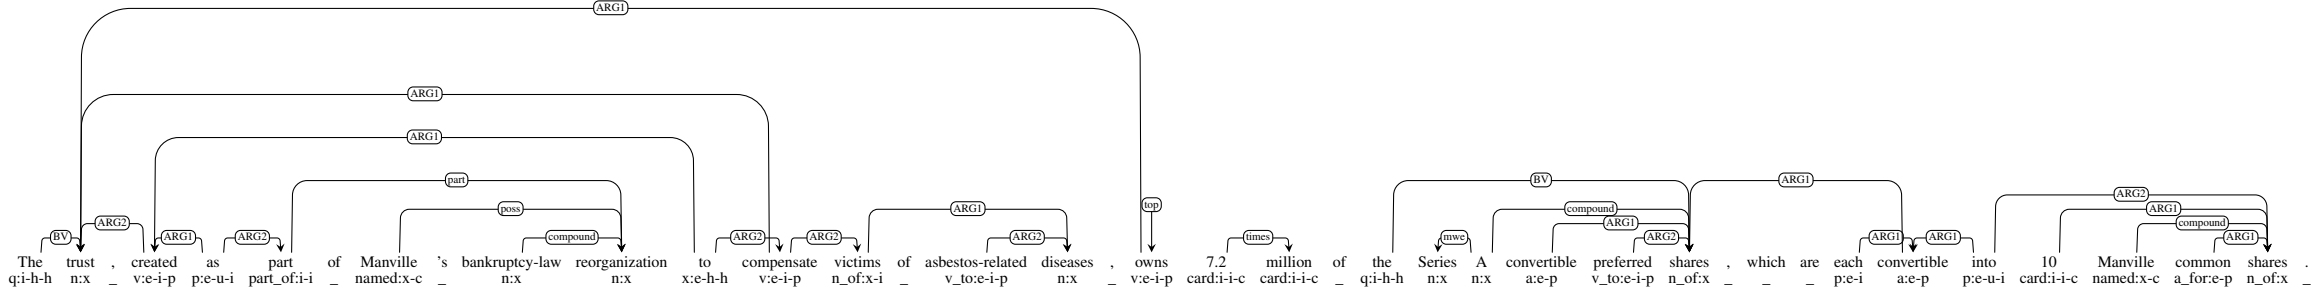 ARG1
ARG1
ARG1
part
BV ARG1
ARG2
top
poss ARG1 compound ARG1
BV ARG2 ARG1 ARG1 compound
ARG1 ARG2 compound ARG2 ARG2 ARG2 times mwe ARG2 ARG1 ARG1 ARG1
The trust , created as part of Manville 's bankruptcy-law reorganization to compensate victims of asbestos-related diseases , owns 7.2 million of the Series A convertible preferred shares , which are each convertible into 10 Manville common shares .
q:i-h-h n:x _ v:e-i-p p:e-u-i part_of:i-i _ named:x-c _ n:x n:x x:e-h-h v:e-i-p n_of:x-i _ v_to:e-i-p n:x _ v:e-i-p card:i-i-c card:i-i-c _ q:i-h-h n:x n:x a:e-p v_to:e-i-p n_of:x _ _ _ p:e-i a:e-p p:e-u-i card:i-i-c named:x-c a_for:e-p n_of:x _